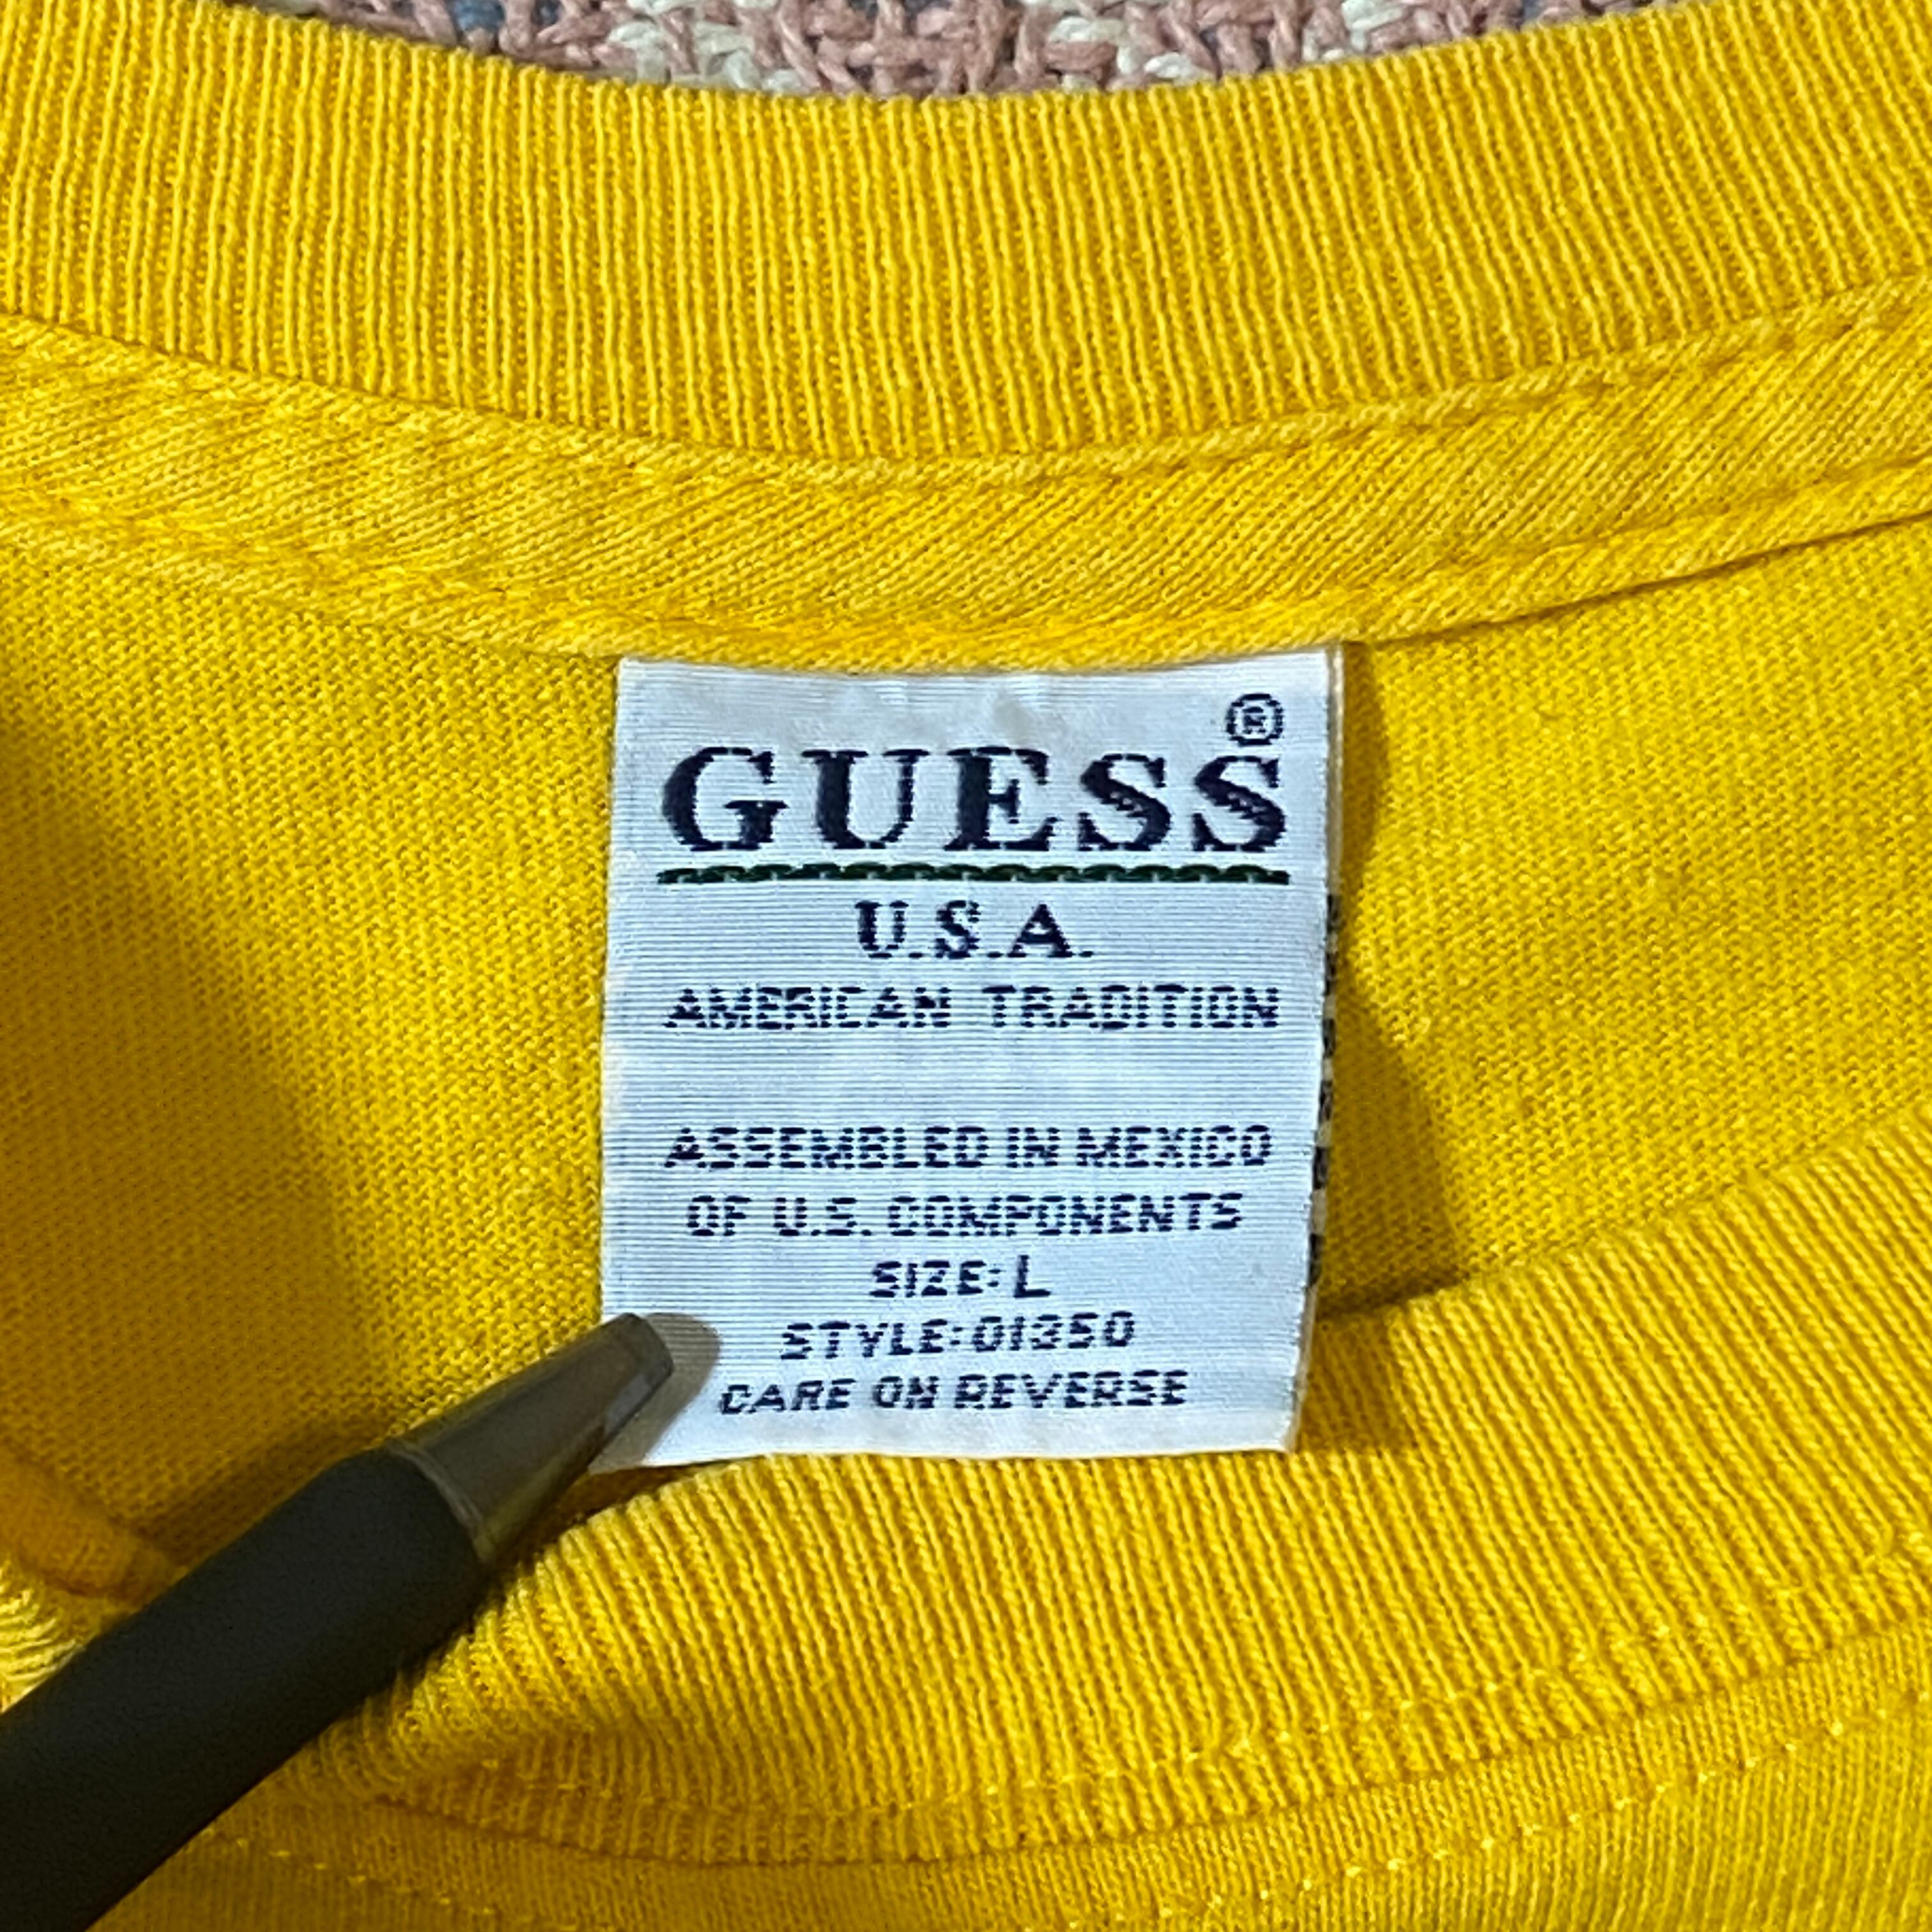 GUESS®
U.S.A.
AMERICAN TRADITION
ASSEMBLED IN MEXICO
OF U.S. COMPONENTS
SIZE: L
STYLE: 01350
CARE ON REVERSE